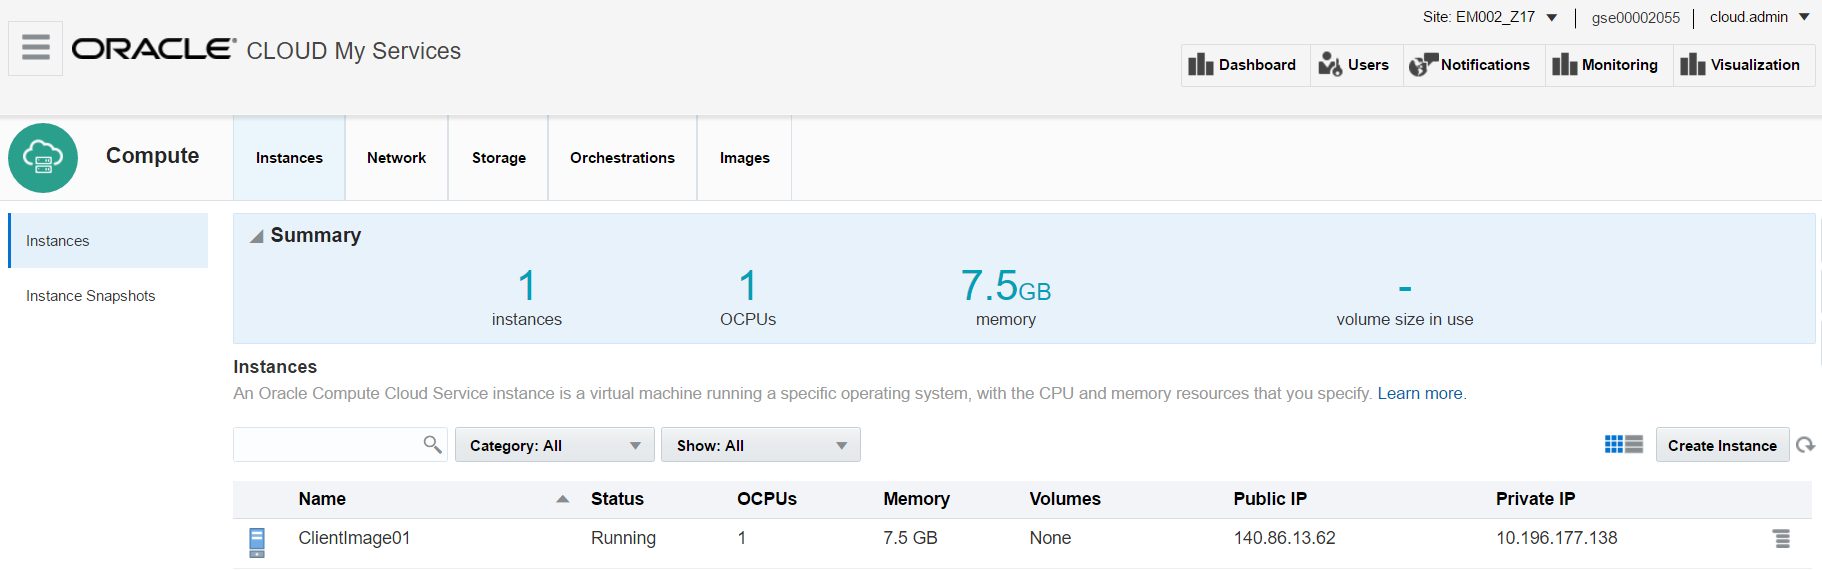 Site: EM002_Z17 gse00002055 cloud.admin
ORACLE CLOUD My Services
Dashboard Users Notifications Monitoring Visualization
Compute Instances Network Storage Orchestrations Images
Instances
Instance Snapshots
Summary
1 1 7.5GB -
instances OCPUs memory volume size in use
Instances
An Oracle Compute Cloud Service instance is a virtual machine running a specific operating system, with the CPU and memory resources that you specify. Learn more.
Category: All Show: All Create Instance
Name Status OCPUs Memory Volumes Public IP Private IP
ClientImage01 Running 1 7.5 GB None 140.86.13.62 10.196.177.138